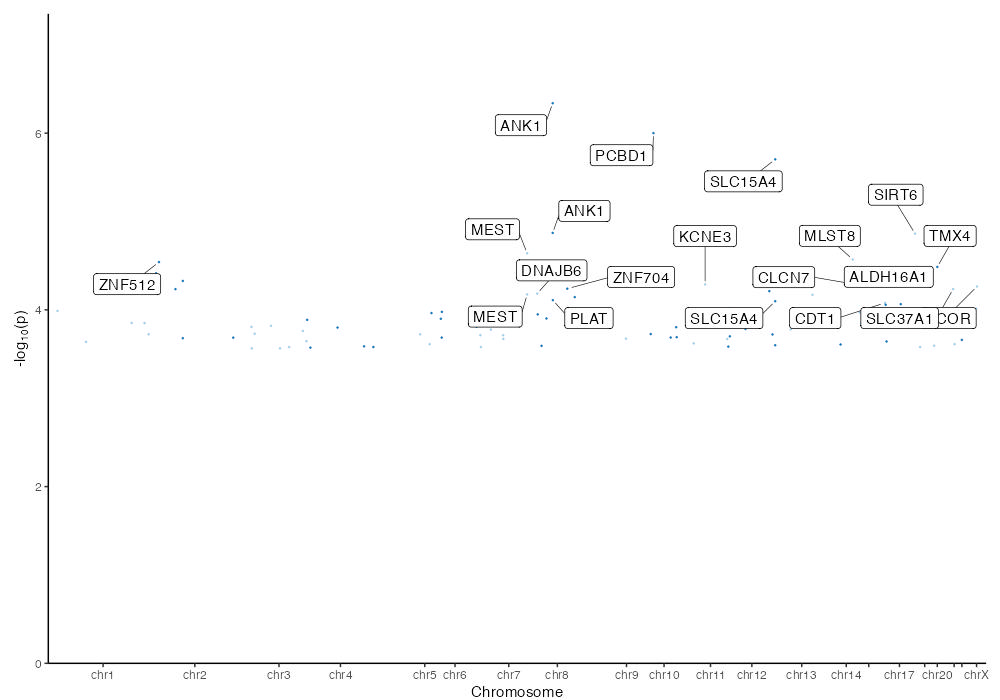 ANK1
6
PCBD1
SLC15A4
SIRT6
ANK1
MEST
KCNE3
MLST8
TMX4
DNAJB6
ZNF704
CLCN7
ALDH16A1
ZNF512
4
MEST
PLAT
SLC15A4
CDT1
SLC37A1
COR
-log10(p)
2
0
chr1 chr2 chr3 chr4 chr5 chr6 chr7 chr8 chr9 chr10 chr11 chr12 chr13 chr14 chr17 chr20 chrX
Chromosome